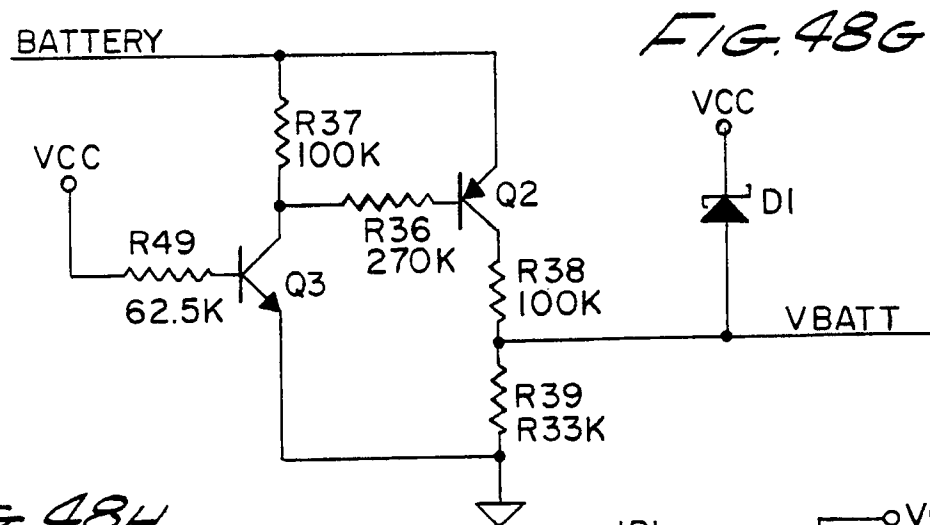 BATTERY
FIG. 48G
R37
100K
VCC
VCC
Q2
D1
R36
270K
R49
62.5K
Q3
R38
100K
VBATT
R39
R33K
G. 48H